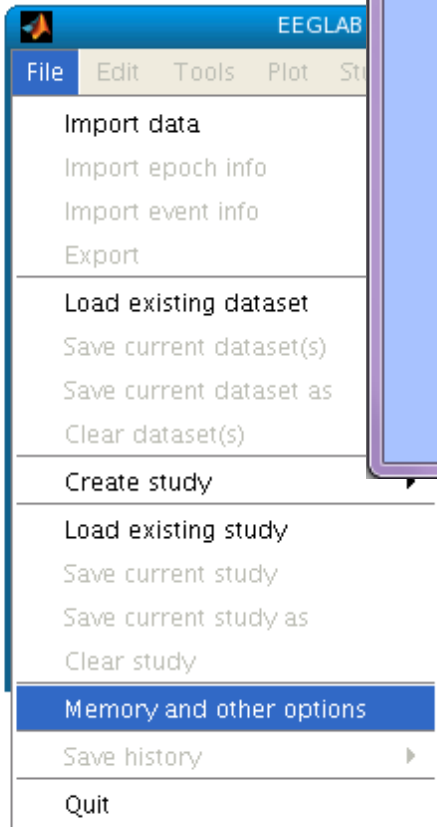 EEGLAB
File Edit Tools Plot
Import data
Import epoch info
Import event info
Export
Load existing dataset
Save current dataset(s)
Save current dataset as
Clear dataset(s)
Create study
Load existing study
Save current study
Save current study as
Clear study
Memory and other options
Save history
Quit